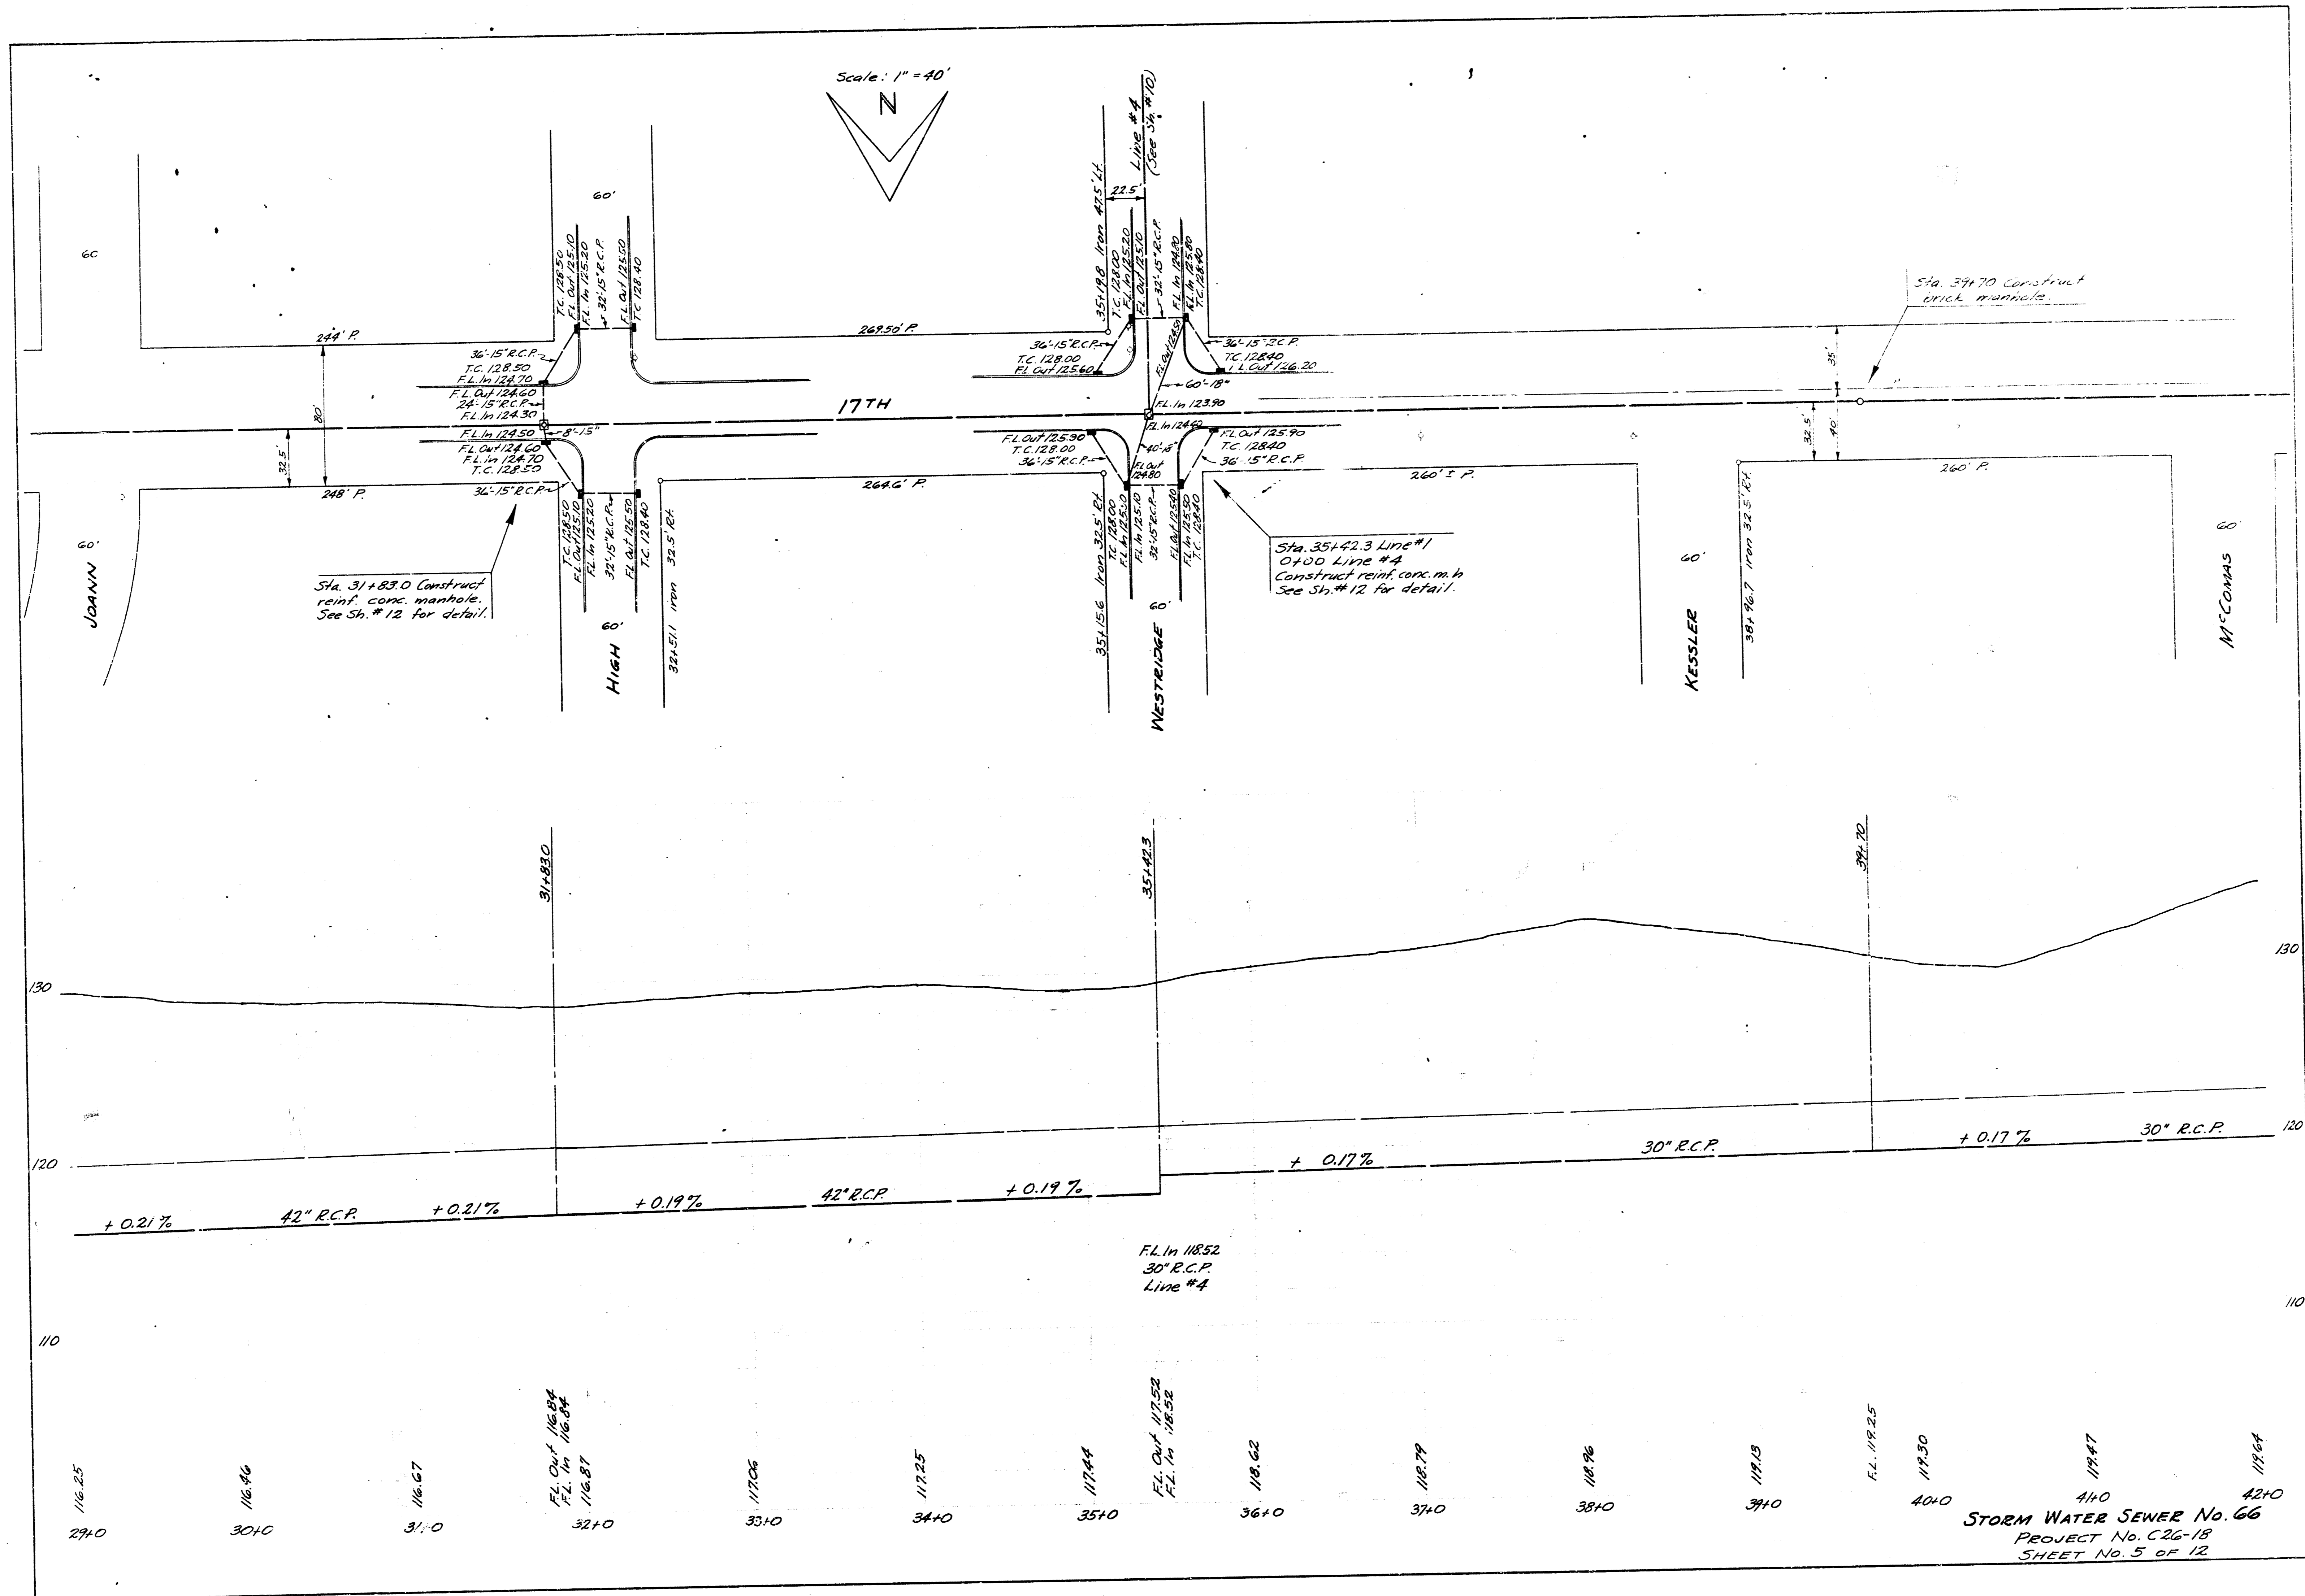 Scale: 1" = 40'
N
Line #4
(See Sh. #10)
60'
T.C. 128.50
F.L. Out 125.10
F.L. In 125.20
32'-15" R.C.P.
F.L. Out 125.50
T.C. 128.40
35+19.8 Iron 47.5' Lt.
22.5'
T.C. 128.00
F.L. In 125.20
F.L. Out 125.10
32'-15" R.C.P.
F.L. In 124.80
F.L. In 125.80
T.C. 128.40
F.L. Out 124.50
Sta. 39+70 Construct
brick manhole.
244' P.
269.50' P.
36'-15" R.C.P.
T.C. 128.50
F.L. In 124.70
F.L. Out 124.60
24'-15" R.C.P.
F.L. In 124.30
80'
32.5'
36'-15" R.C.P.
T.C. 128.00
F.L. Out 125.60
36'-15" R.C.P.
T.C. 128.40
F.L. Out 126.20
60'-18"
35'
17TH
F.L. In 123.90
F.L. In 124.50
8'-15"
F.L. Out 124.60
F.L. In 124.70
T.C. 128.50
36'-15" R.C.P.
F.L. Out 125.90
T.C. 128.00
36'-15" R.C.P.
40'-15"
F.L. Out
124.80
F.L. Out 125.90
T.C. 128.40
36'-15" R.C.P.
32.5'
40'
248' P.
264.6' P.
260' ± P.
260' P.
T.C. 128.50
F.L. Out 125.10
F.L. In 125.20
32'-15" R.C.P.
F.L. Out 125.50
T.C. 128.40
32+51.1 Iron 32.5' Rt.
35+15.6 Iron 32.5' Rt.
T.C. 128.00
F.L. In 125.10
32'-15" R.C.P.
F.L. Out 125.40
F.L. In 125.50
T.C. 128.40
38+96.7 Iron 32.5' Rt.
60'
JOANN
Sta. 31+83.0 Construct
reinf. conc. manhole.
See Sh. #12 for detail.
60'
HIGH
60'
WESTRIDGE
Sta. 35+42.3 Line #1
0+00 Line #4
Construct reinf. conc. m.h
See Sh. #12 for detail.
60'
KESSLER
60'
McCOMAS
31+83.0
35+42.3
39+70
130
130
120
120
+ 0.21%
42" R.C.P.
+ 0.21%
+ 0.19%
42" R.C.P.
+ 0.19%
+ 0.17%
30" R.C.P.
+ 0.17%
30" R.C.P.
F.L. In 118.52
30" R.C.P.
Line #4
110
110
116.25
116.46
116.67
F.L. Out 116.84
F.L. In 116.84
116.87
117.06
117.25
117.44
F.L. Out 117.52
F.L. In 118.52
118.62
118.79
118.96
119.13
F.L. 119.25
119.30
119.47
119.64
29+0
30+0
31+0
32+0
33+0
34+0
35+0
36+0
37+0
38+0
39+0
40+0
41+0
42+0
STORM WATER SEWER No. 66
PROJECT No. C26-18
SHEET No. 5 OF 12